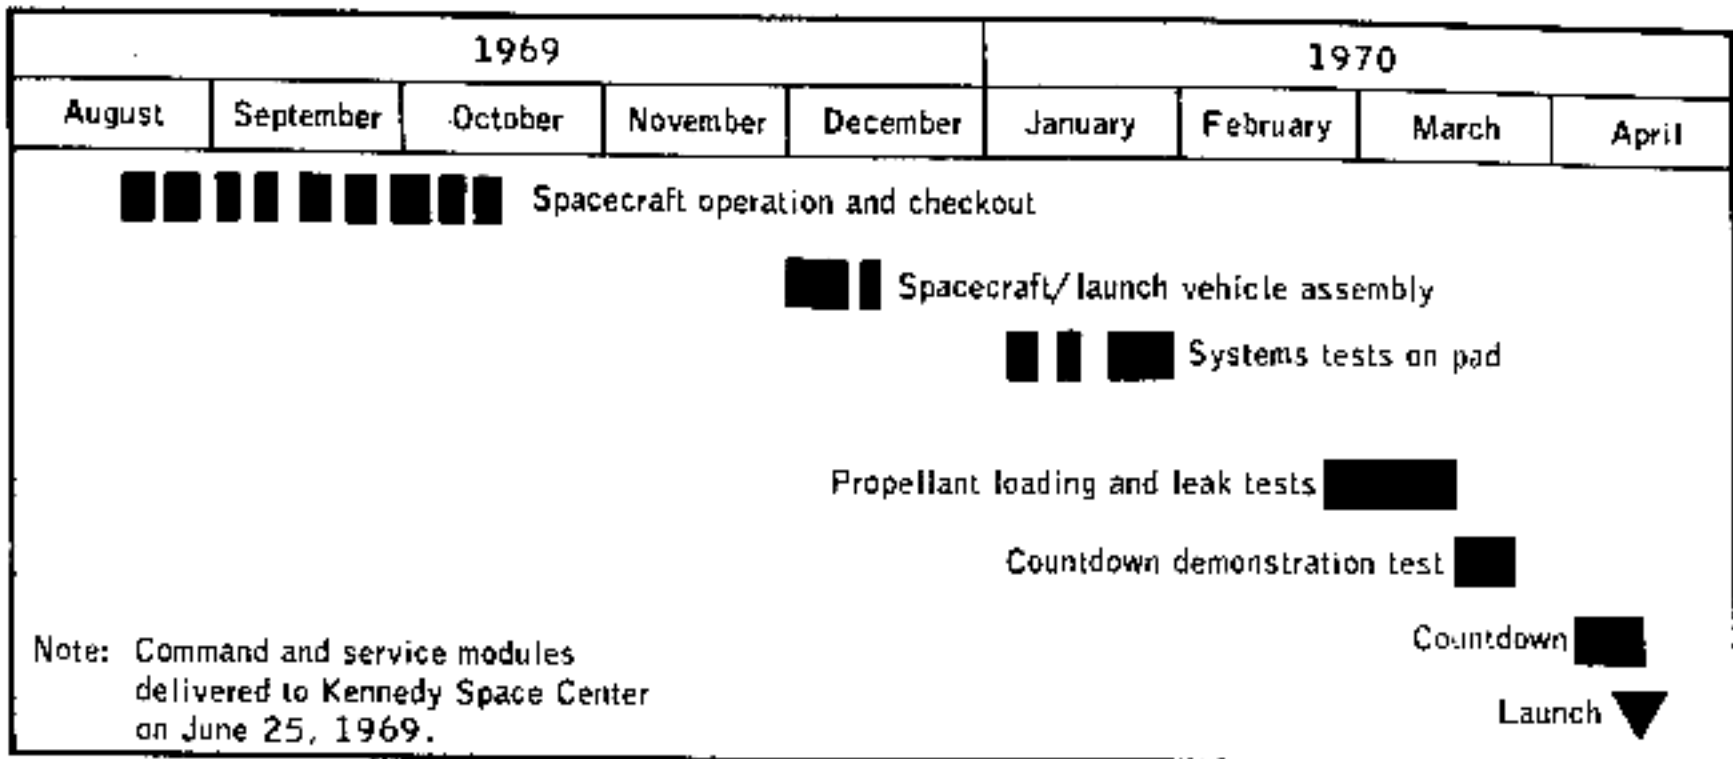 1969 1970
August September October November December January February March April
Spacecraft operation and checkout
Spacecraft/launch vehicle assembly
Systems tests on pad
Propellant loading and leak tests
Countdown demonstration test
Countdown
Launch
Note: Command and service modules
delivered to Kennedy Space Center
on June 25, 1969.